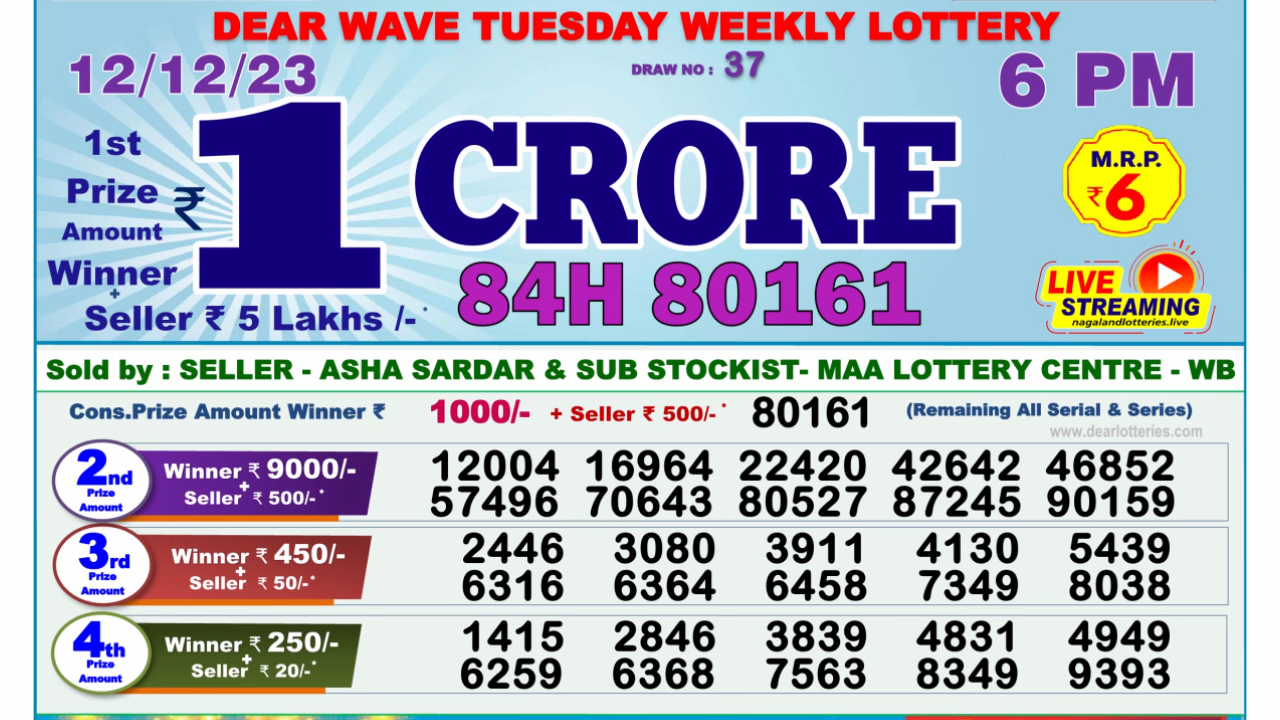 DEAR WAVE TUESDAY WEEKLY LOTTERY
12/12/23
DRAW NO : 37
6 PM
1st
Prize
Amount
Winner
+
Seller ₹ 5 Lakhs /-*
₹ 1 CRORE
84H 80161
M.R.P.
₹6
LIVE
STREAMING
nagalandlotteries.live
Sold by : SELLER - ASHA SARDAR & SUB STOCKIST- MAA LOTTERY CENTRE - WB
Cons.Prize Amount Winner ₹ 1000/- + Seller ₹ 500/-* 80161 (Remaining All Serial & Series)
www.dearlotteries.com
2nd
Prize
Amount
Winner ₹ 9000/-
+
Seller ₹ 500/-*
12004 16964 22420 42642 46852
57496 70643 80527 87245 90159
3rd
Prize
Amount
Winner ₹ 450/-
+
Seller ₹ 50/-*
2446 3080 3911 4130 5439
6316 6364 6458 7349 8038
4th
Prize
Amount
Winner ₹ 250/-
+
Seller ₹ 20/-*
1415 2846 3839 4831 4949
6259 6368 7563 8349 9393